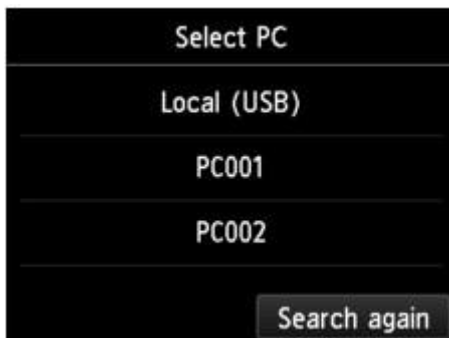 Select PC
Local (USB)
PC001
PC002
Search again